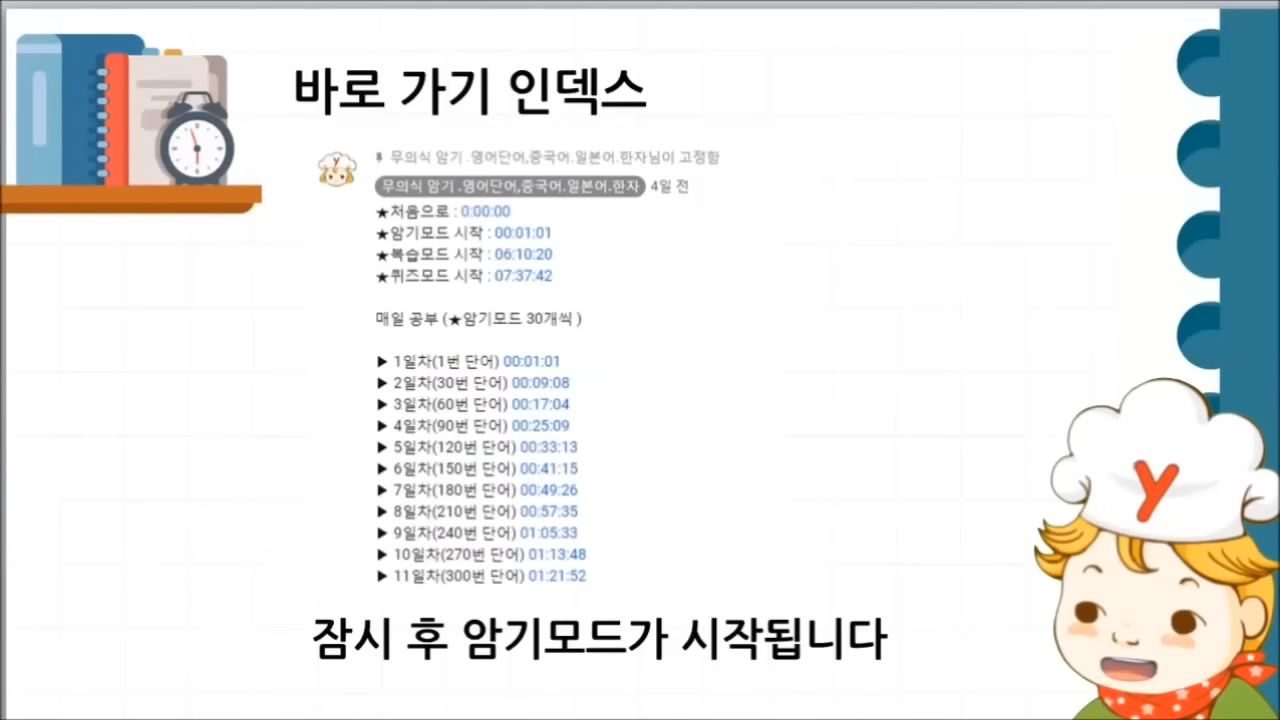 바로 가기 인덱스
무의식 암기 .영어단어,중국어.일본어.한자님이 고정함
무의식 암기 .영어단어,중국어.일본어.한자 4일 전
★처음으로 : 0:00:00
★암기모드 시작 : 00:01:01
★복습모드 시작 : 06:10:20
★퀴즈모드 시작 : 07:37:42
매일 공부 (★암기모드 30개씩 )
▶ 1일차(1번 단어) 00:01:01
▶ 2일차(30번 단어) 00:09:08
▶ 3일차(60번 단어) 00:17:04
▶ 4일차(90번 단어) 00:25:09
▶ 5일차(120번 단어) 00:33:13
▶ 6일차(150번 단어) 00:41:15
▶ 7일차(180번 단어) 00:49:26
▶ 8일차(210번 단어) 00:57:35
▶ 9일차(240번 단어) 01:05:33
▶ 10일차(270번 단어) 01:13:48
▶ 11일차(300번 단어) 01:21:52
Y
잠시 후 암기모드가 시작됩니다